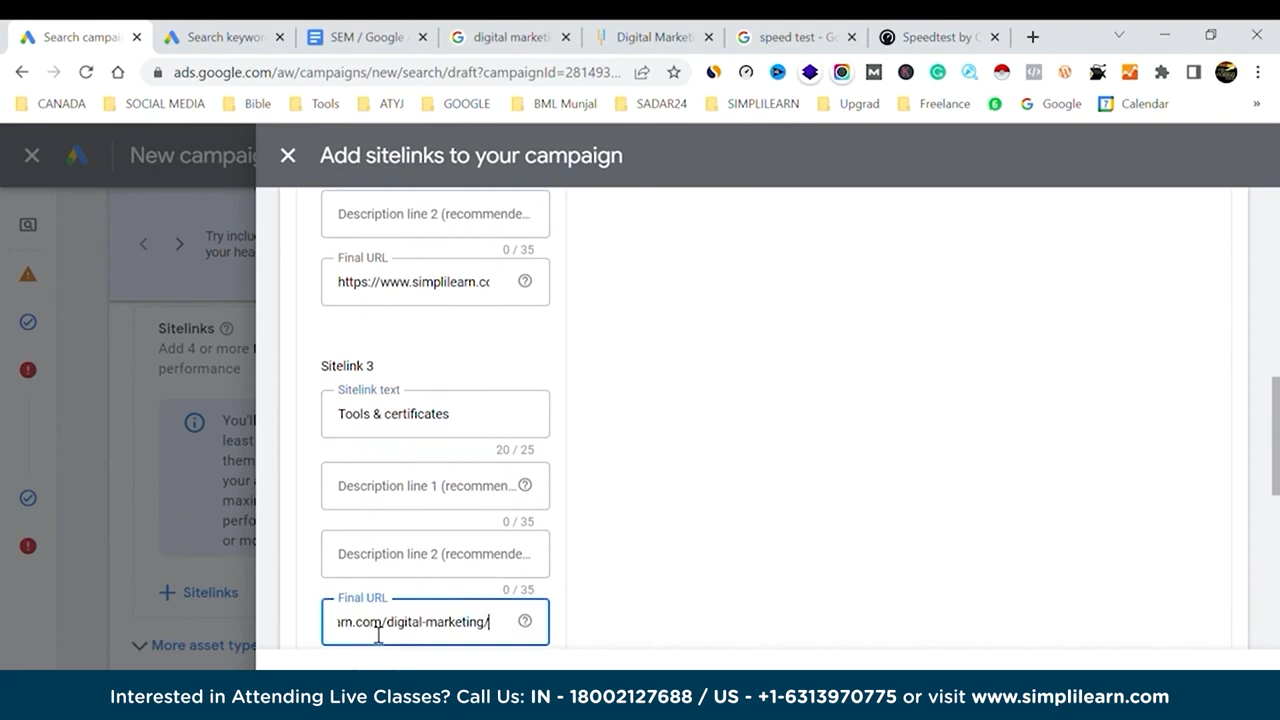 Search campai
Search keywor
SEM / Google
digital marketi
Digital Marketi
speed test - Go
Speedtest by O
ads.google.com/aw/campaigns/new/search/draft?campaignId=281493...
CANADA
SOCIAL MEDIA
Bible
Tools
ATYJ
GOOGLE
BML Munjal
SADAR24
SIMPLILEARN
Upgrad
Freelance
Google
Calendar
»
New campaig
Add sitelinks to your campaign
Try inclu
your hea
Sitelinks
Add 4 or more
performance
You'll
least
them
your a
maxi
perfo
or mo
+ Sitelinks
More asset type
Description line 2 (recommende...
0 / 35
Final URL
https://www.simplilearn.co
Sitelink 3
Sitelink text
Tools & certificates
20 / 25
Description line 1 (recommen...
0 / 35
Description line 2 (recommende...
0 / 35
Final URL
arn.com/digital-marketing/
Interested in Attending Live Classes? Call Us: IN - 18002127688 / US - +1-6313970775 or visit www.simplilearn.com